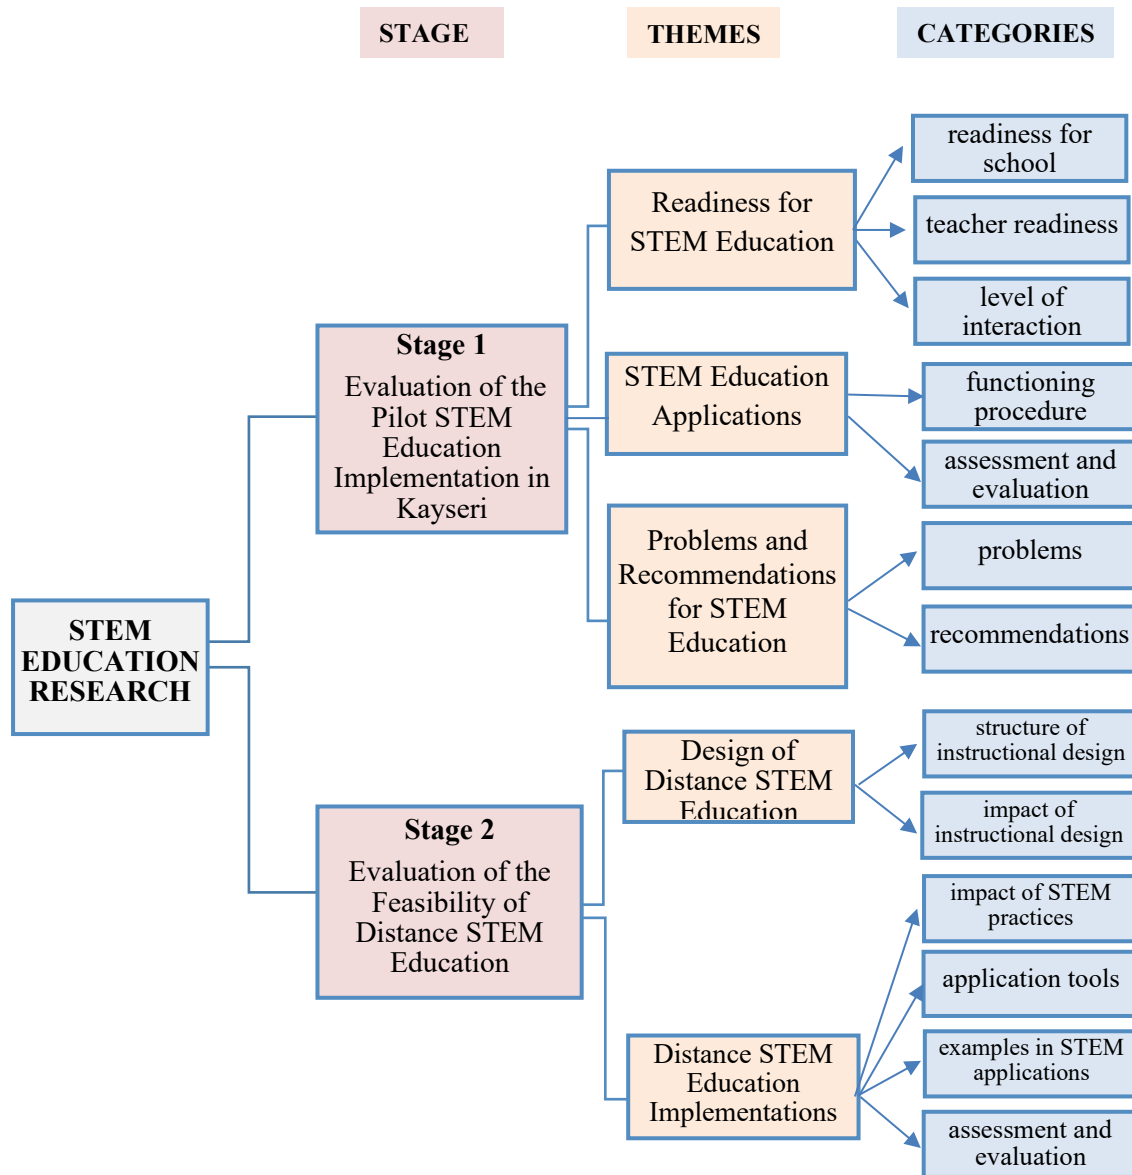 STAGE
THEMES
CATEGORIES
readiness for
school
teacher readiness
level of
interaction
Readiness for
STEM Education
Stage 1
Evaluation of the
Pilot STEM
Education
Implementation in
Kayseri
STEM Education
Applications
functioning
procedure
assessment and
evaluation
Problems and
Recommendations
for STEM
Education
problems
recommendations
STEM
EDUCATION
RESEARCH
Design of
Distance STEM
Education
structure of
instructional design
impact of
instructional design
Stage 2
Evaluation of the
Feasibility of
Distance STEM
Education
impact of STEM
practices
application tools
Distance STEM
Education
Implementations
examples in STEM
applications
assessment and
evaluation